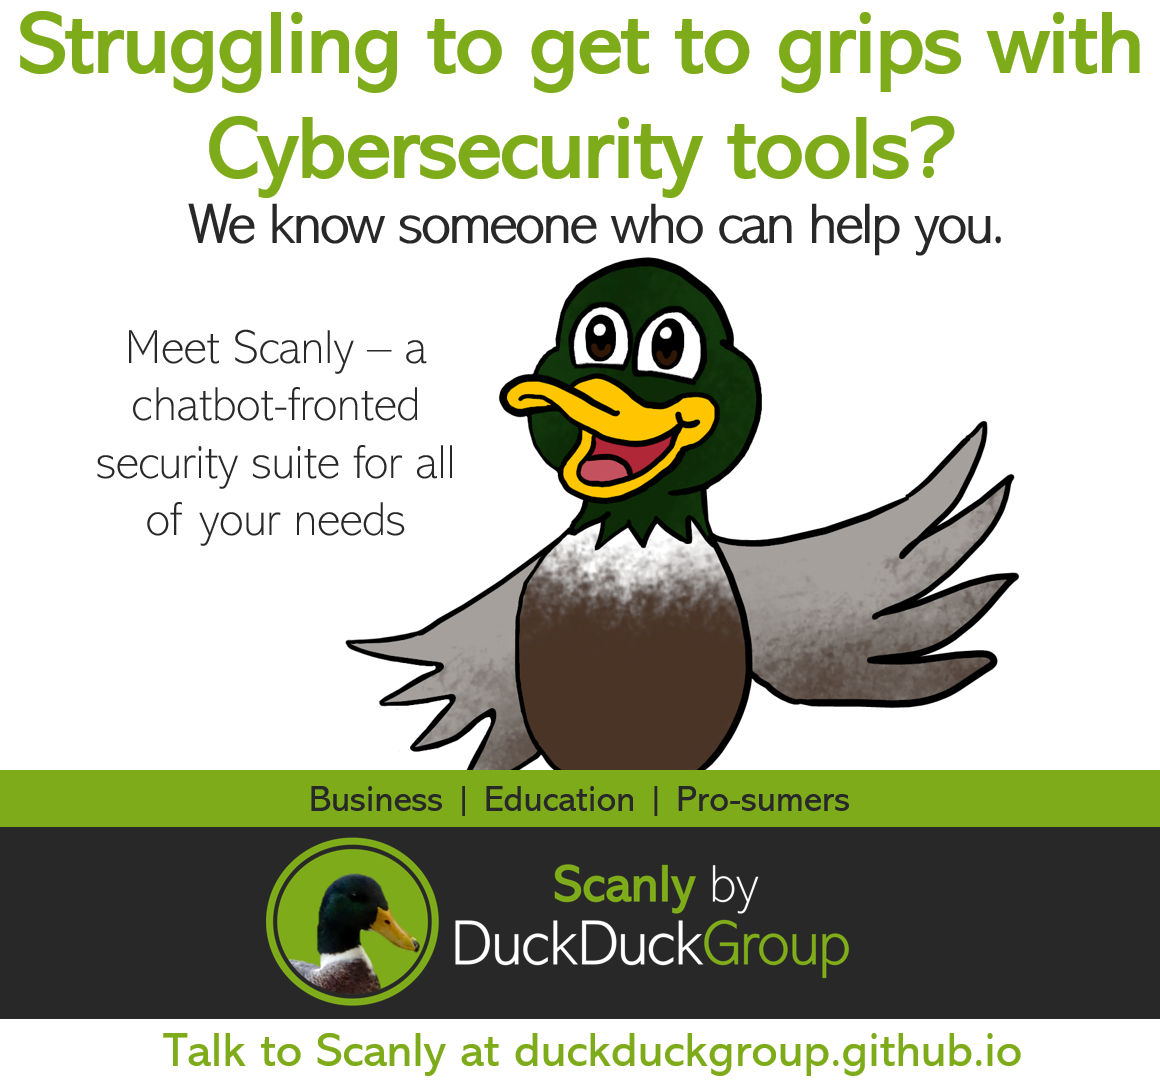 Struggling to get to grips with
Cybersecurity tools?
We know someone who can help you.
Meet Scanly – a
chatbot-fronted
security suite for all
of your needs
Business | Education | Pro-sumers
Scanly by
DuckDuckGroup
Talk to Scanly at duckduckgroup.github.io